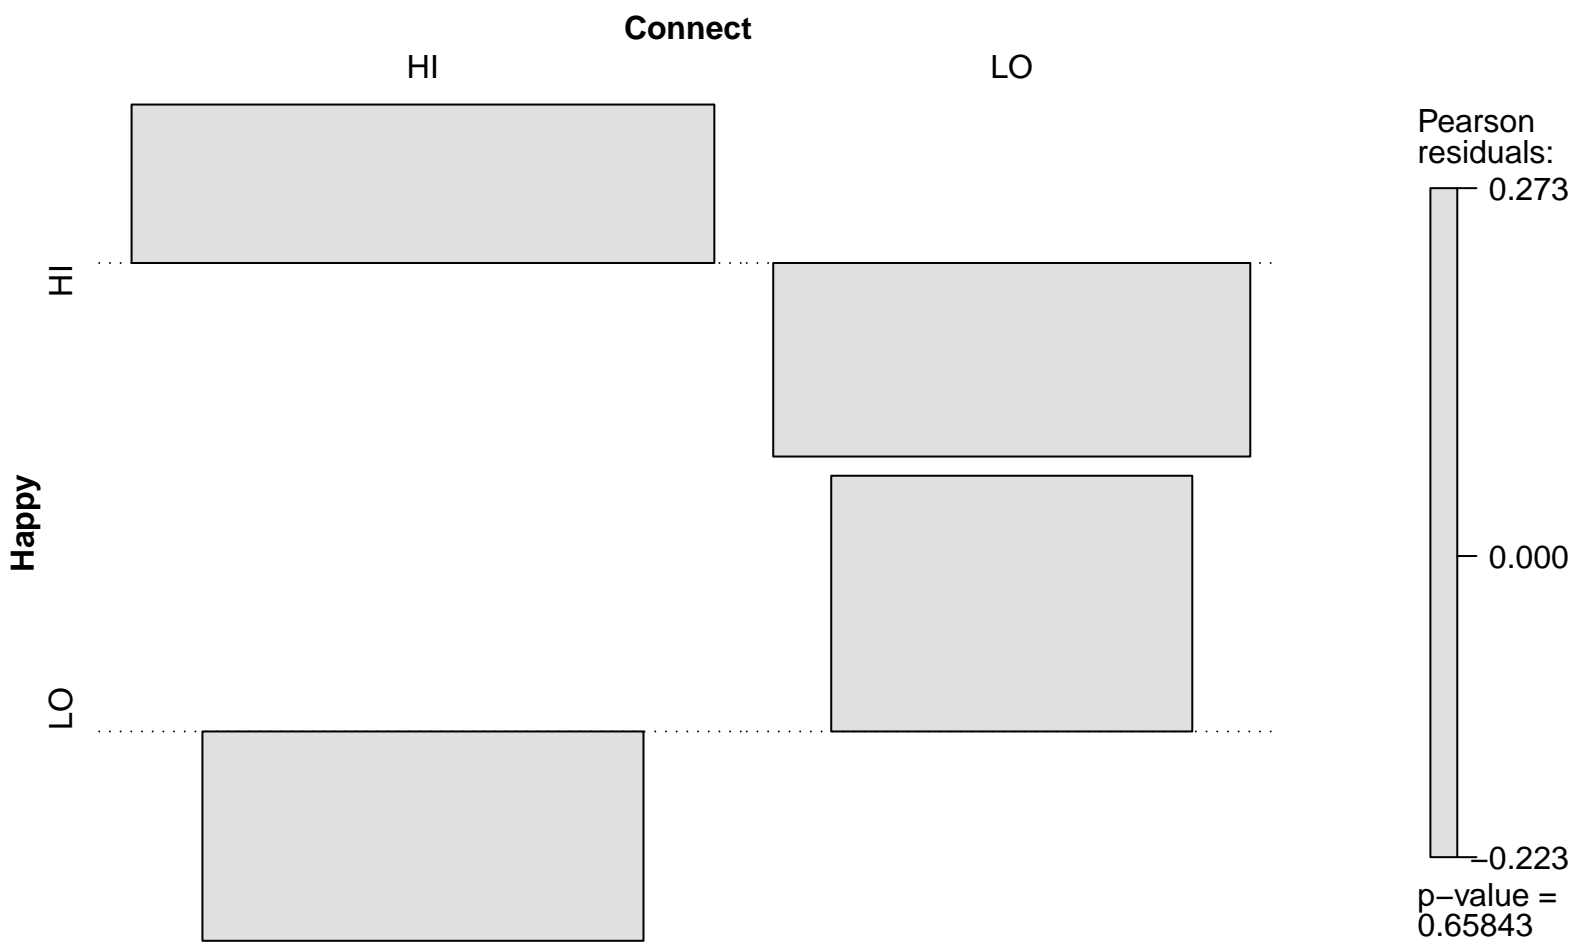 Connect
HI LO
Happy
HI
LO
Pearson
residuals:
0.273
0.000
−0.223
p−value =
0.65843